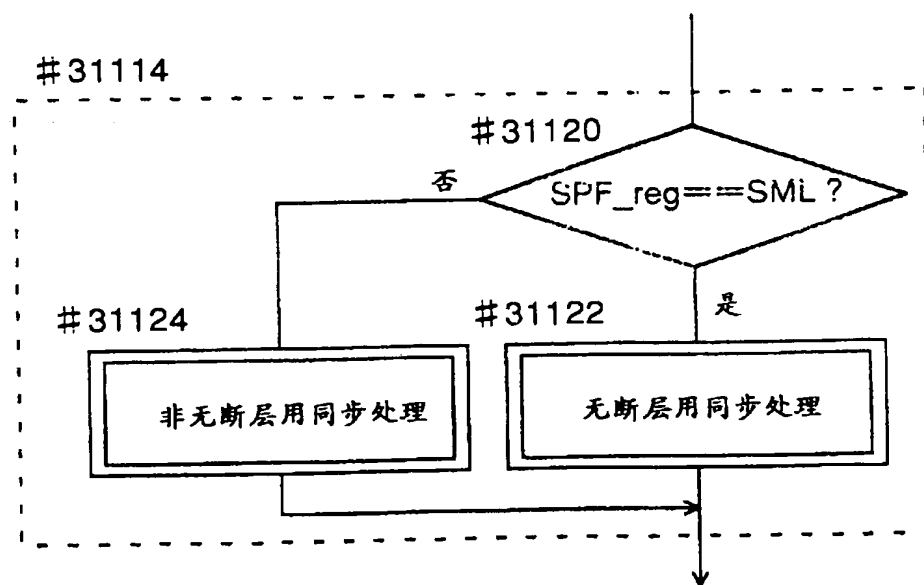 #31114
#31120
否
SPF_reg==SML?
#31124
#31122
是
非无断层用同步处理
无断层用同步处理